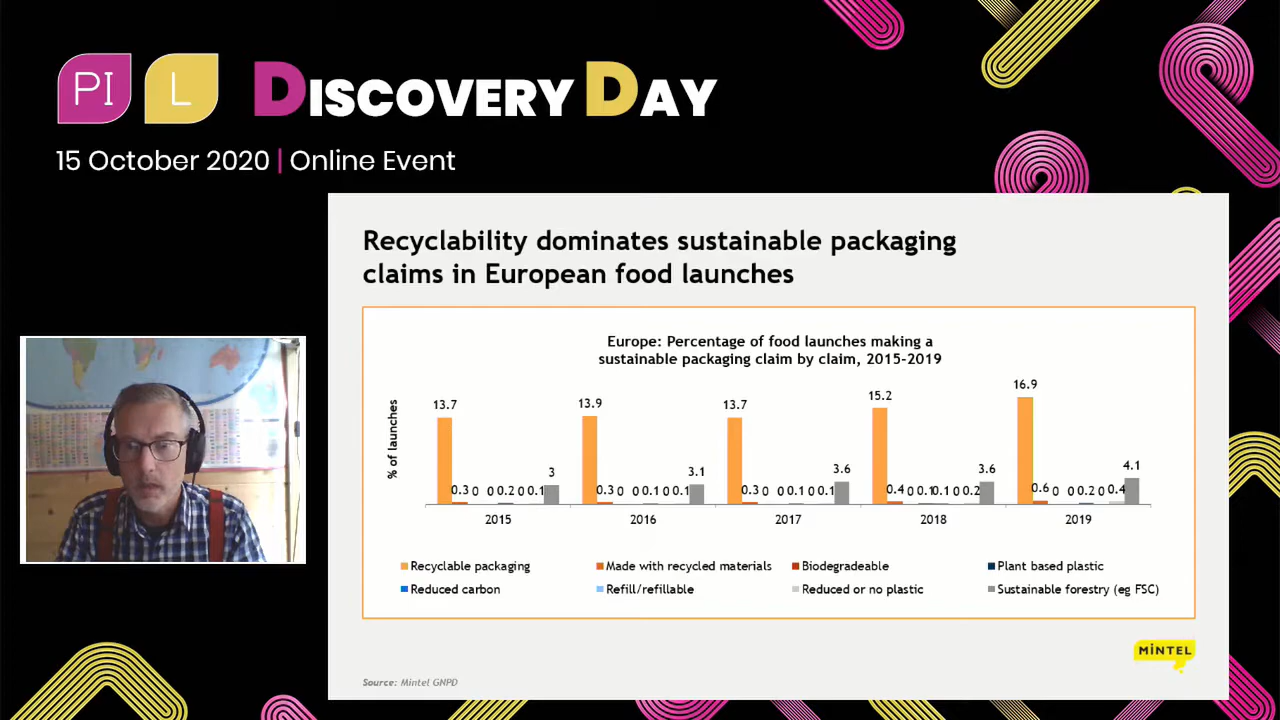 PI L DISCOVERY DAY
15 October 2020 | Online Event
Recyclability dominates sustainable packaging
claims in European food launches
Europe: Percentage of food launches making a
sustainable packaging claim by claim, 2015-2019
% of launches
13.7 0.3 0 0 0.2 0 0.1 3
13.9 0.3 0 0 0.1 0 0.1 3.1
13.7 0.3 0 0 0.1 0 0.1 3.6
15.2 0.4 0 0.1 0.1 0 0.2 3.6
16.9 0.6 0 0 0.2 0 0.4 4.1
2015 2016 2017 2018 2019
Recyclable packaging Made with recycled materials Biodegradeable Plant based plastic
Reduced carbon Refill/refillable Reduced or no plastic Sustainable forestry (eg FSC)
MINTEL
Source: Mintel GNPD